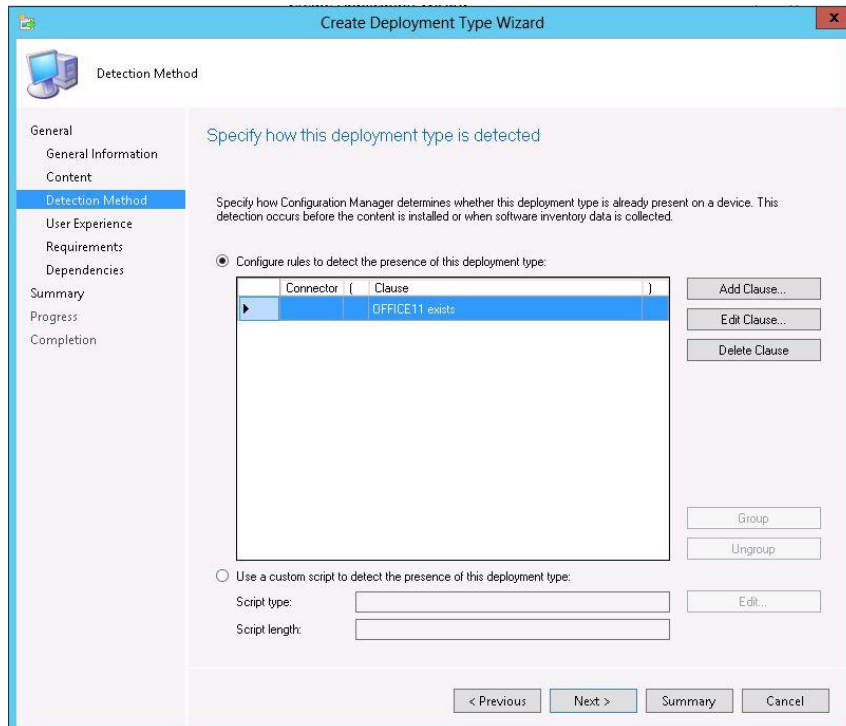 Create Deployment Type Wizard
x
Detection Method
General
General Information
Content
Detection Method
User Experience
Requirements
Dependencies
Summary
Progress
Completion
Specify how this deployment type is detected
Specify how Configuration Manager determines whether this deployment type is already present on a device. This
detection occurs before the content is installed or when software inventory data is collected.
Configure rules to detect the presence of this deployment type:
Connector ( Clause )
OFFICE11 exists
Add Clause...
Edit Clause...
Delete Clause
Group
Ungroup
Use a custom script to detect the presence of this deployment type:
Script type:
Edit...
Script length:
< Previous
Next >
Summary
Cancel